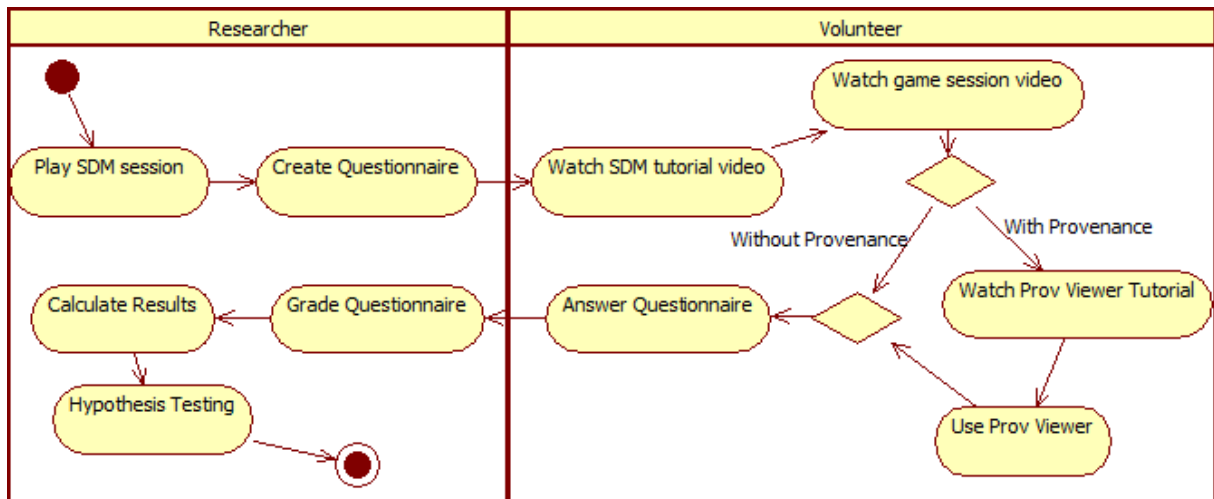 Researcher
Volunteer
Watch game session video
Play SDM session
Create Questionnaire
Watch SDM tutorial video
Without Provenance
With Provenance
Calculate Results
Grade Questionnaire
Answer Questionnaire
Watch Prov Viewer Tutorial
Hypothesis Testing
Use Prov Viewer